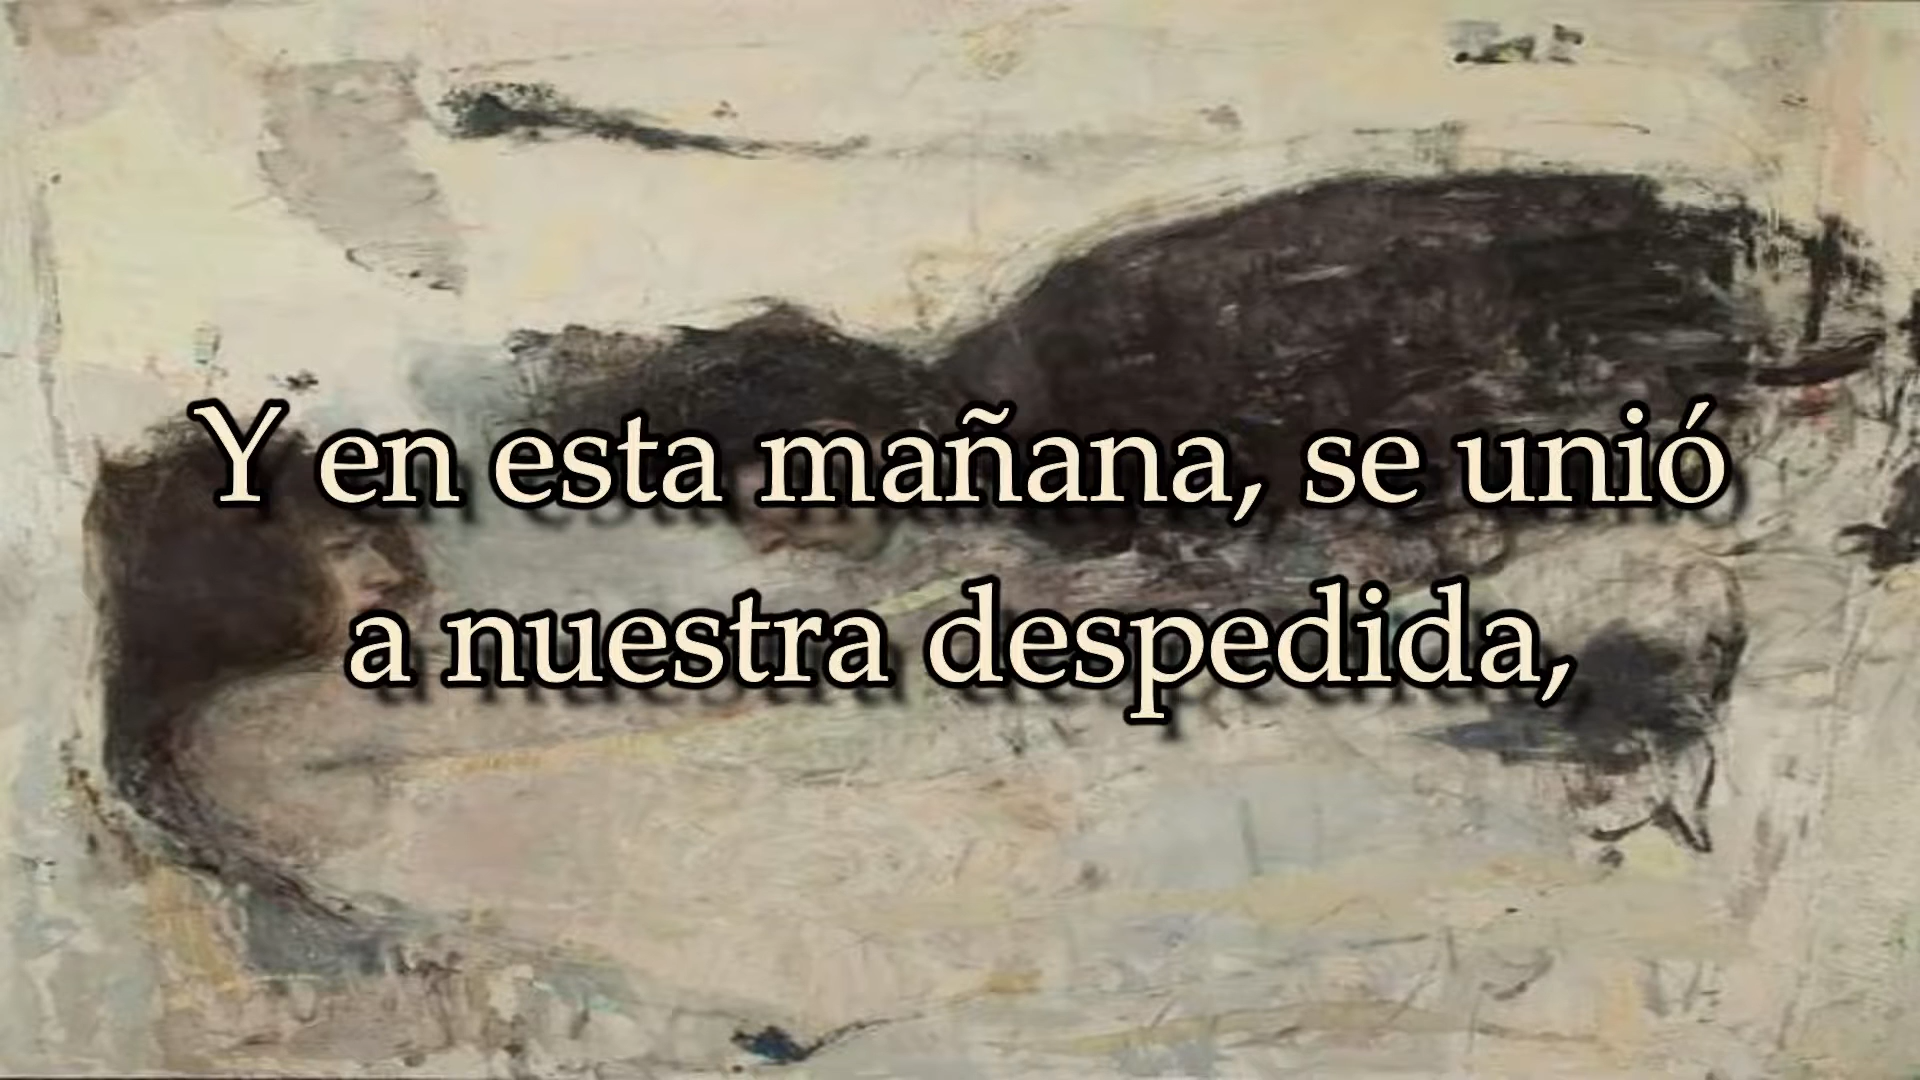 Y en esta mañana, se unió
a nuestra despedida,